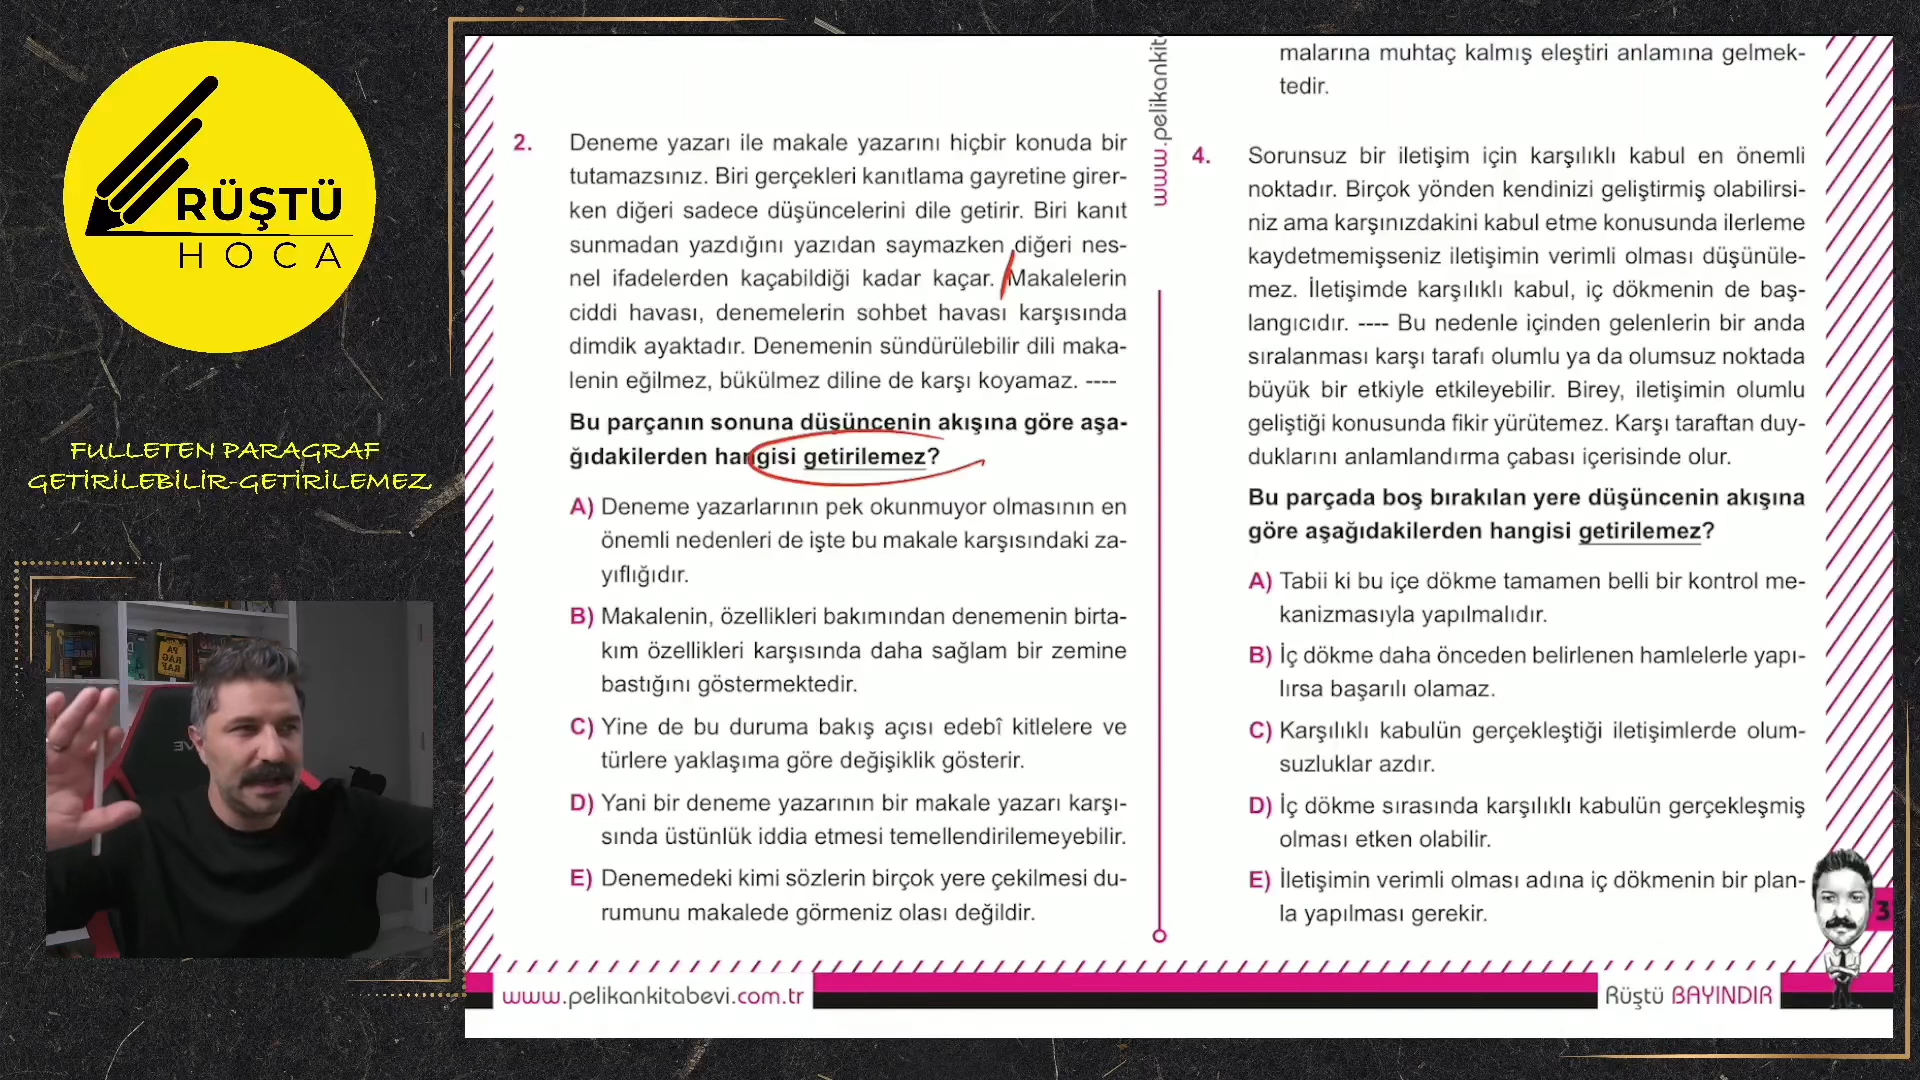 RÜŞTÜ
HOCA
FULLETEN PARAGRAF
GETİRİLEBİLİR-GETİRİLEMEZ
2. Deneme yazarı ile makale yazarını hiçbir konuda bir
tutamazsınız. Biri gerçekleri kanıtlama gayretine girer-
ken diğeri sadece düşüncelerini dile getirir. Biri kanıt
sunmadan yazdığını yazıdan saymazken diğeri nes-
nel ifadelerden kaçabildiği kadar kaçar. Makalelerin
ciddi havası, denemelerin sohbet havası karşısında
dimdik ayaktadır. Denemenin sündürülebilir dili maka-
lenin eğilmez, bükülmez diline de karşı koyamaz. ----
Bu parçanın sonuna düşüncenin akışına göre aşa-
ğıdakilerden hangisi getirilemez?
A) Deneme yazarlarının pek okunmuyor olmasının en
önemli nedenleri de işte bu makale karşısındaki za-
yıflığıdır.
B) Makalenin, özellikleri bakımından denemenin birta-
kım özellikleri karşısında daha sağlam bir zemine
bastığını göstermektedir.
C) Yine de bu duruma bakış açısı edebî kitlelere ve
türlere yaklaşıma göre değişiklik gösterir.
D) Yani bir deneme yazarının bir makale yazarı karşı-
sında üstünlük iddia etmesi temellendirilemeyebilir.
E) Denemedeki kimi sözlerin birçok yere çekilmesi du-
rumunu makalede görmeniz olası değildir.
www.pelikankit
malarına muhtaç kalmış eleştiri anlamına gelmek-
tedir.
4. Sorunsuz bir iletişim için karşılıklı kabul en önemli
noktadır. Birçok yönden kendinizi geliştirmiş olabilirsi-
niz ama karşınızdakini kabul etme konusunda ilerleme
kaydetmemişseniz iletişimin verimli olması düşünüle-
mez. İletişimde karşılıklı kabul, iç dökmenin de baş-
langıcıdır. ---- Bu nedenle içinden gelenlerin bir anda
sıralanması karşı tarafı olumlu ya da olumsuz noktada
büyük bir etkiyle etkileyebilir. Birey, iletişimin olumlu
geliştiği konusunda fikir yürütemez. Karşı taraftan duy-
duklarını anlamlandırma çabası içerisinde olur.
Bu parçada boş bırakılan yere düşüncenin akışına
göre aşağıdakilerden hangisi getirilemez?
A) Tabii ki bu içe dökme tamamen belli bir kontrol me-
kanizmasıyla yapılmalıdır.
B) İç dökme daha önceden belirlenen hamlelerle yapı-
lırsa başarılı olamaz.
C) Karşılıklı kabulün gerçekleştiği iletişimlerde olum-
suzluklar azdır.
D) İç dökme sırasında karşılıklı kabulün gerçekleşmiş
olması etken olabilir.
E) İletişimin verimli olması adına iç dökmenin bir plan-
la yapılması gerekir.
3
www.pelikankitabevi.com.tr
Rüştü BAYINDIR